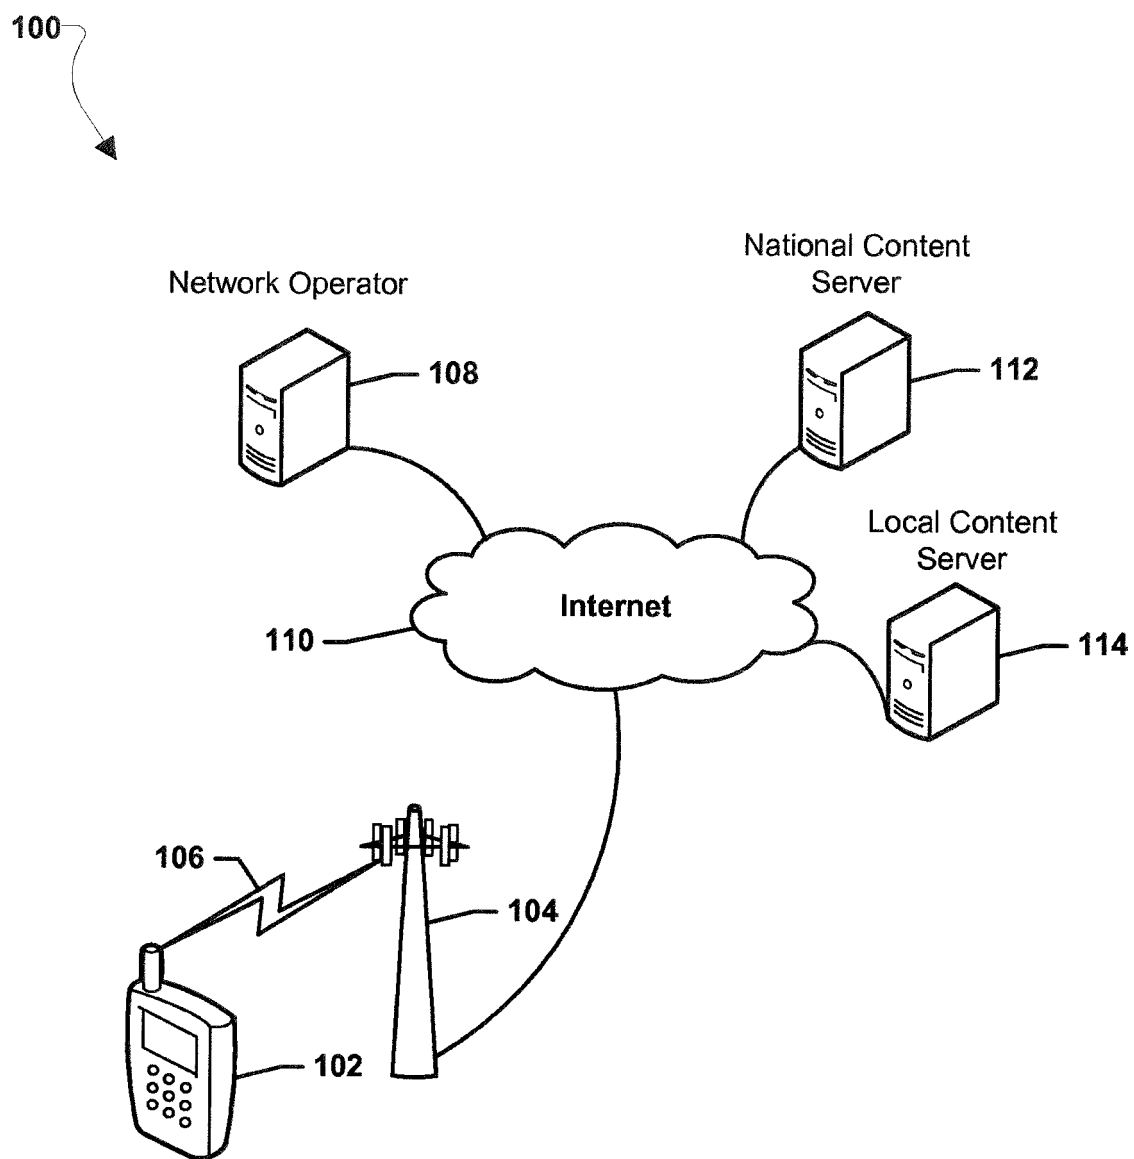 100
National Content
Server
Network Operator
108
112
Local Content
Server
Internet
110
114
106
104
102